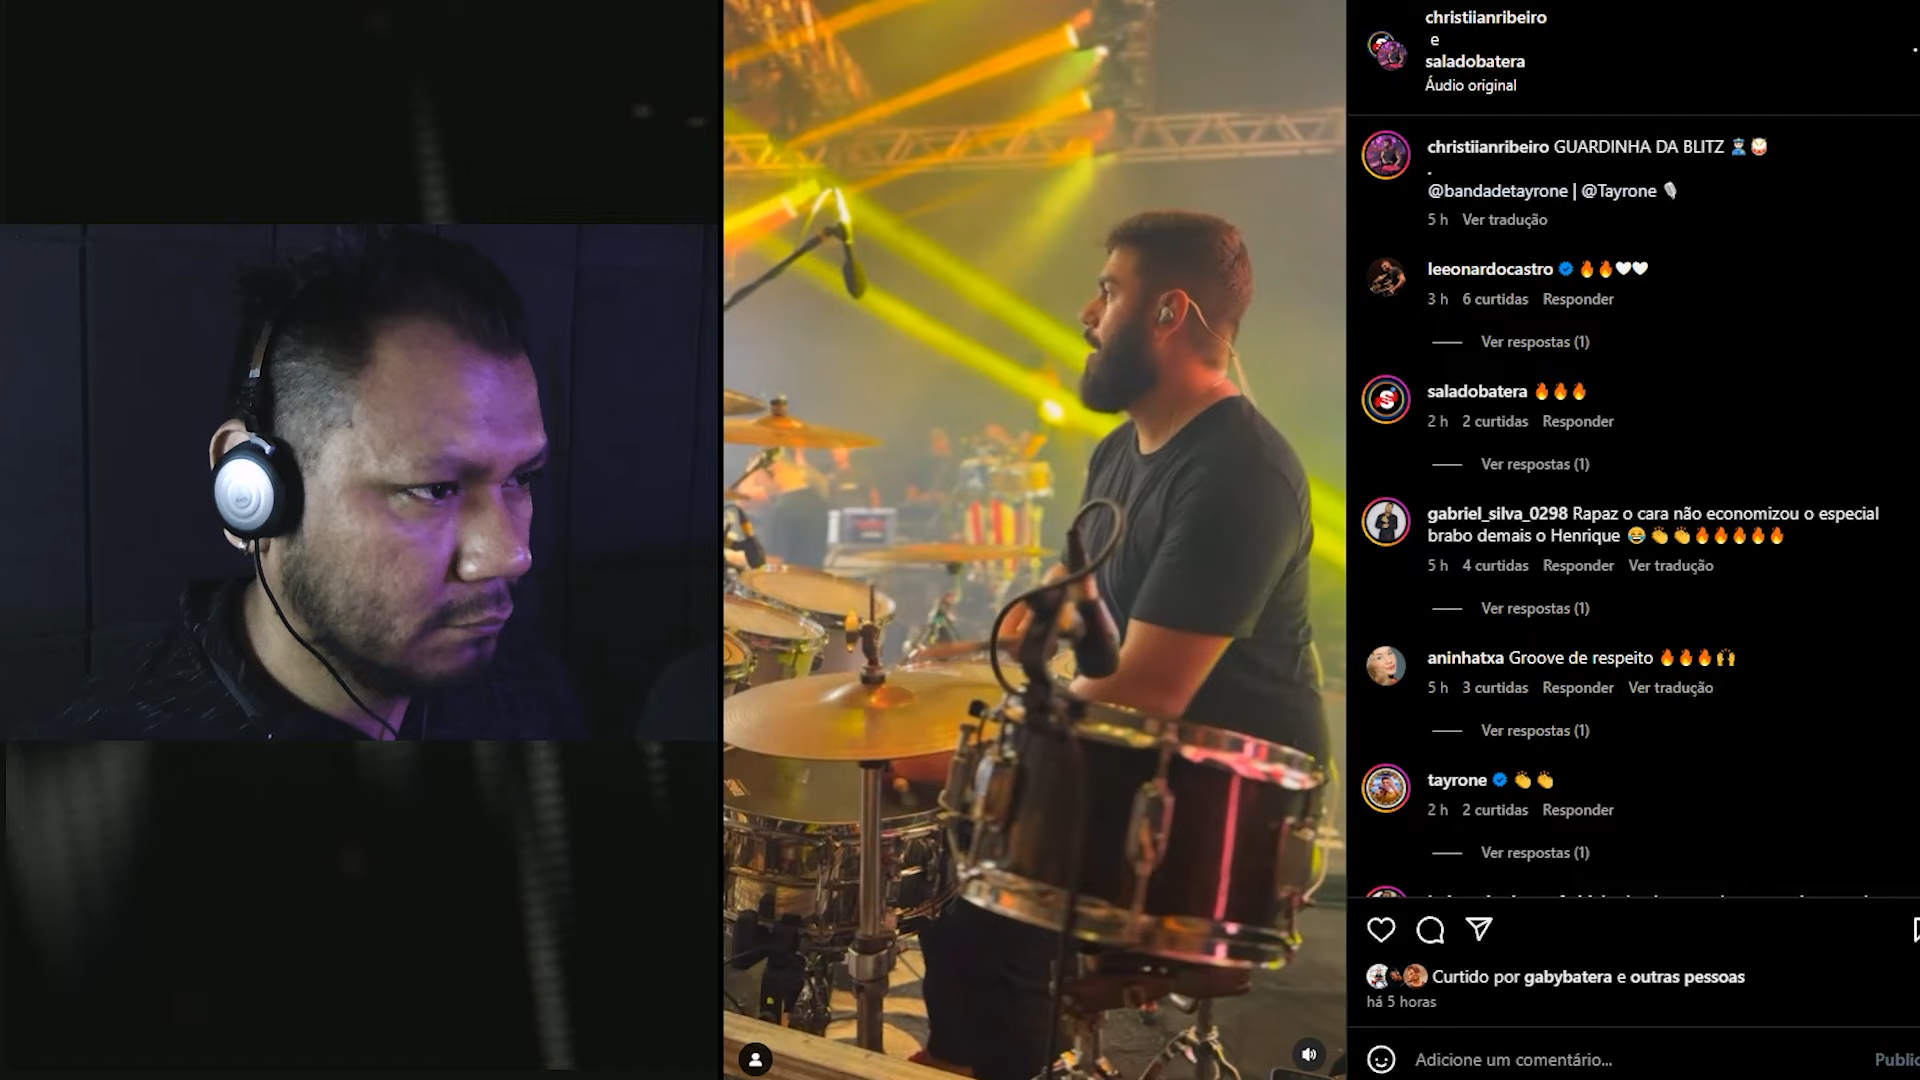 christiianribeiro
e
saladobatera
Áudio original
christiianribeiro GUARDINHA DA BLITZ 👮🏻🥁
.
@bandadetayrone | @Tayrone 🎙
5 h Ver tradução
leeonardocastro 🔥🔥🤍🤍
3 h 6 curtidas Responder
Ver respostas (1)
saladobatera 🔥🔥🔥
2 h 2 curtidas Responder
Ver respostas (1)
gabriel_silva_0298 Rapaz o cara não economizou o especial
brabo demais o Henrique 😂👏👏🔥🔥🔥🔥🔥
5 h 4 curtidas Responder Ver tradução
Ver respostas (1)
aninhatxa Groove de respeito 🔥🔥🔥🙌
5 h 3 curtidas Responder Ver tradução
Ver respostas (1)
tayrone 👏👏
2 h 2 curtidas Responder
Ver respostas (1)
Curtido por gabybatera e outras pessoas
há 5 horas
Adicione um comentário...
Public